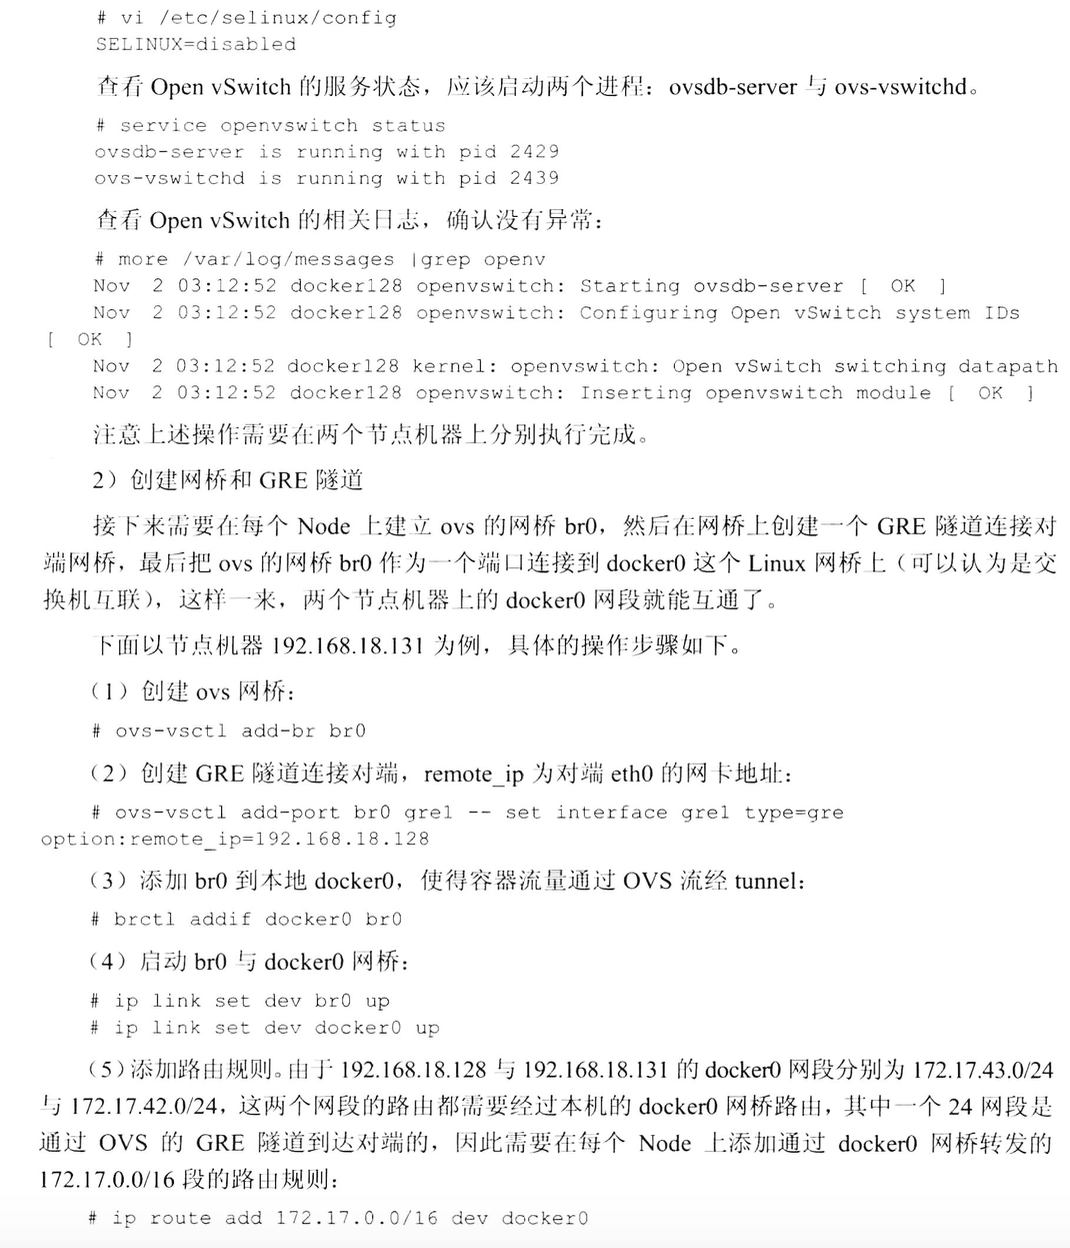 # vi /etc/selinux/config
SELINUX=disabled
查看 Open vSwitch 的服务状态，应该启动两个进程：ovsdb-server 与 ovs-vswitchd。
# service openvswitch status
ovsdb-server is running with pid 2429
ovs-vswitchd is running with pid 2439
查看 Open vSwitch 的相关日志，确认没有异常：
# more /var/log/messages |grep openv
Nov  2 03:12:52 docker128 openvswitch: Starting ovsdb-server [  OK  ]
Nov  2 03:12:52 docker128 openvswitch: Configuring Open vSwitch system IDs
[  OK  ]
Nov  2 03:12:52 docker128 kernel: openvswitch: Open vSwitch switching datapath
Nov  2 03:12:52 docker128 openvswitch: Inserting openvswitch module [  OK  ]
注意上述操作需要在两个节点机器上分别执行完成。
2）创建网桥和 GRE 隧道
接下来需要在每个 Node 上建立 ovs 的网桥 br0，然后在网桥上创建一个 GRE 隧道连接对
端网桥，最后把 ovs 的网桥 br0 作为一个端口连接到 docker0 这个 Linux 网桥上（可以认为是交
换机互联），这样一来，两个节点机器上的 docker0 网段就能互通了。
下面以节点机器 192.168.18.131 为例，具体的操作步骤如下。
（1）创建 ovs 网桥：
# ovs-vsctl add-br br0
（2）创建 GRE 隧道连接对端，remote_ip 为对端 eth0 的网卡地址：
# ovs-vsctl add-port br0 gre1 -- set interface gre1 type=gre
option:remote_ip=192.168.18.128
（3）添加 br0 到本地 docker0，使得容器流量通过 OVS 流经 tunnel：
# brctl addif docker0 br0
（4）启动 br0 与 docker0 网桥：
# ip link set dev br0 up
# ip link set dev docker0 up
（5）添加路由规则。由于 192.168.18.128 与 192.168.18.131 的 docker0 网段分别为 172.17.43.0/24
与 172.17.42.0/24，这两个网段的路由都需要经过本机的 docker0 网桥路由，其中一个 24 网段是
通过 OVS 的 GRE 隧道到达对端的，因此需要在每个 Node 上添加通过 docker0 网桥转发的
172.17.0.0/16 段的路由规则：
# ip route add 172.17.0.0/16 dev docker0